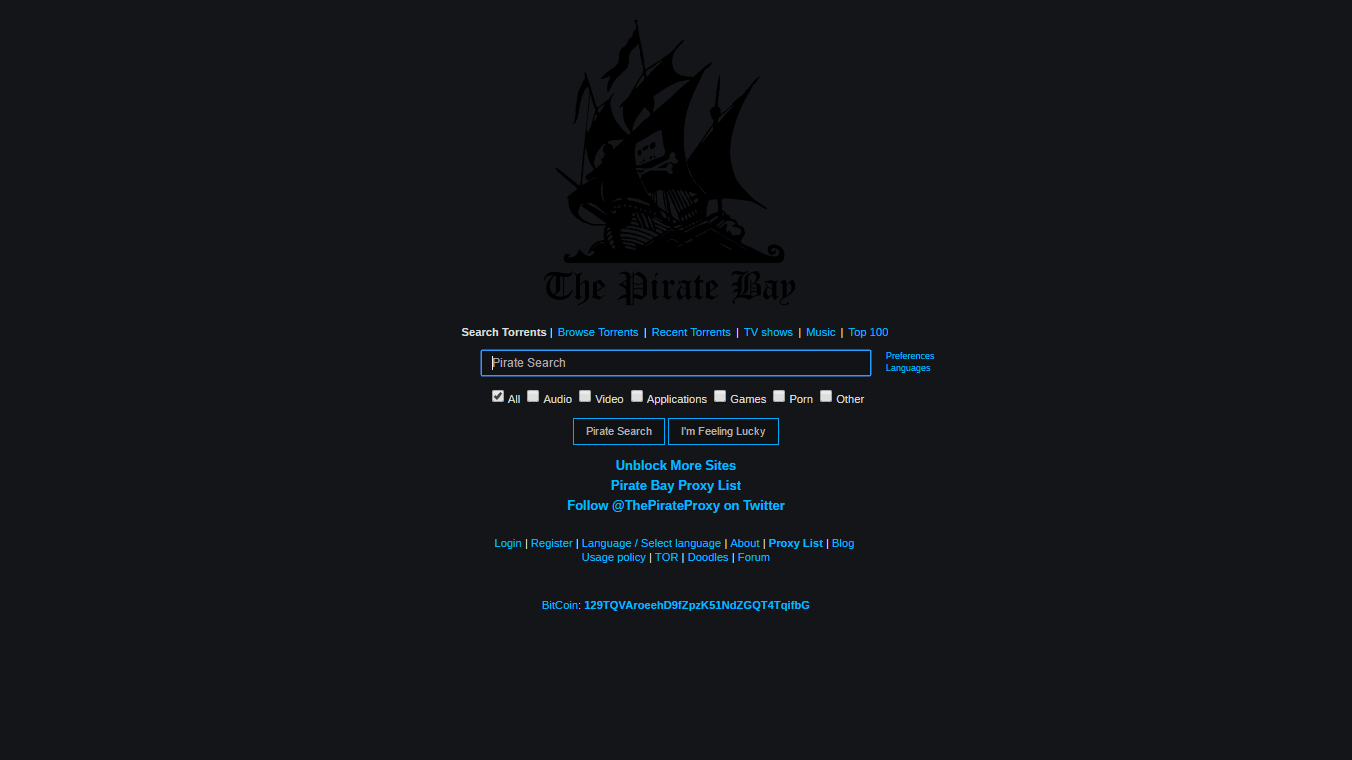 The Pirate Bay
Search Torrents | Browse Torrents | Recent Torrents | TV shows | Music | Top 100
Pirate Search
Preferences
Languages
All Audio Video Applications Games Porn Other
Pirate Search I'm Feeling Lucky
Unblock More Sites
Pirate Bay Proxy List
Follow @ThePirateProxy on Twitter
Login | Register | Language / Select language | About | Proxy List | Blog
Usage policy | TOR | Doodles | Forum
BitCoin: 129TQVAroeehD9fZpzK51NdZGQT4TqifbG